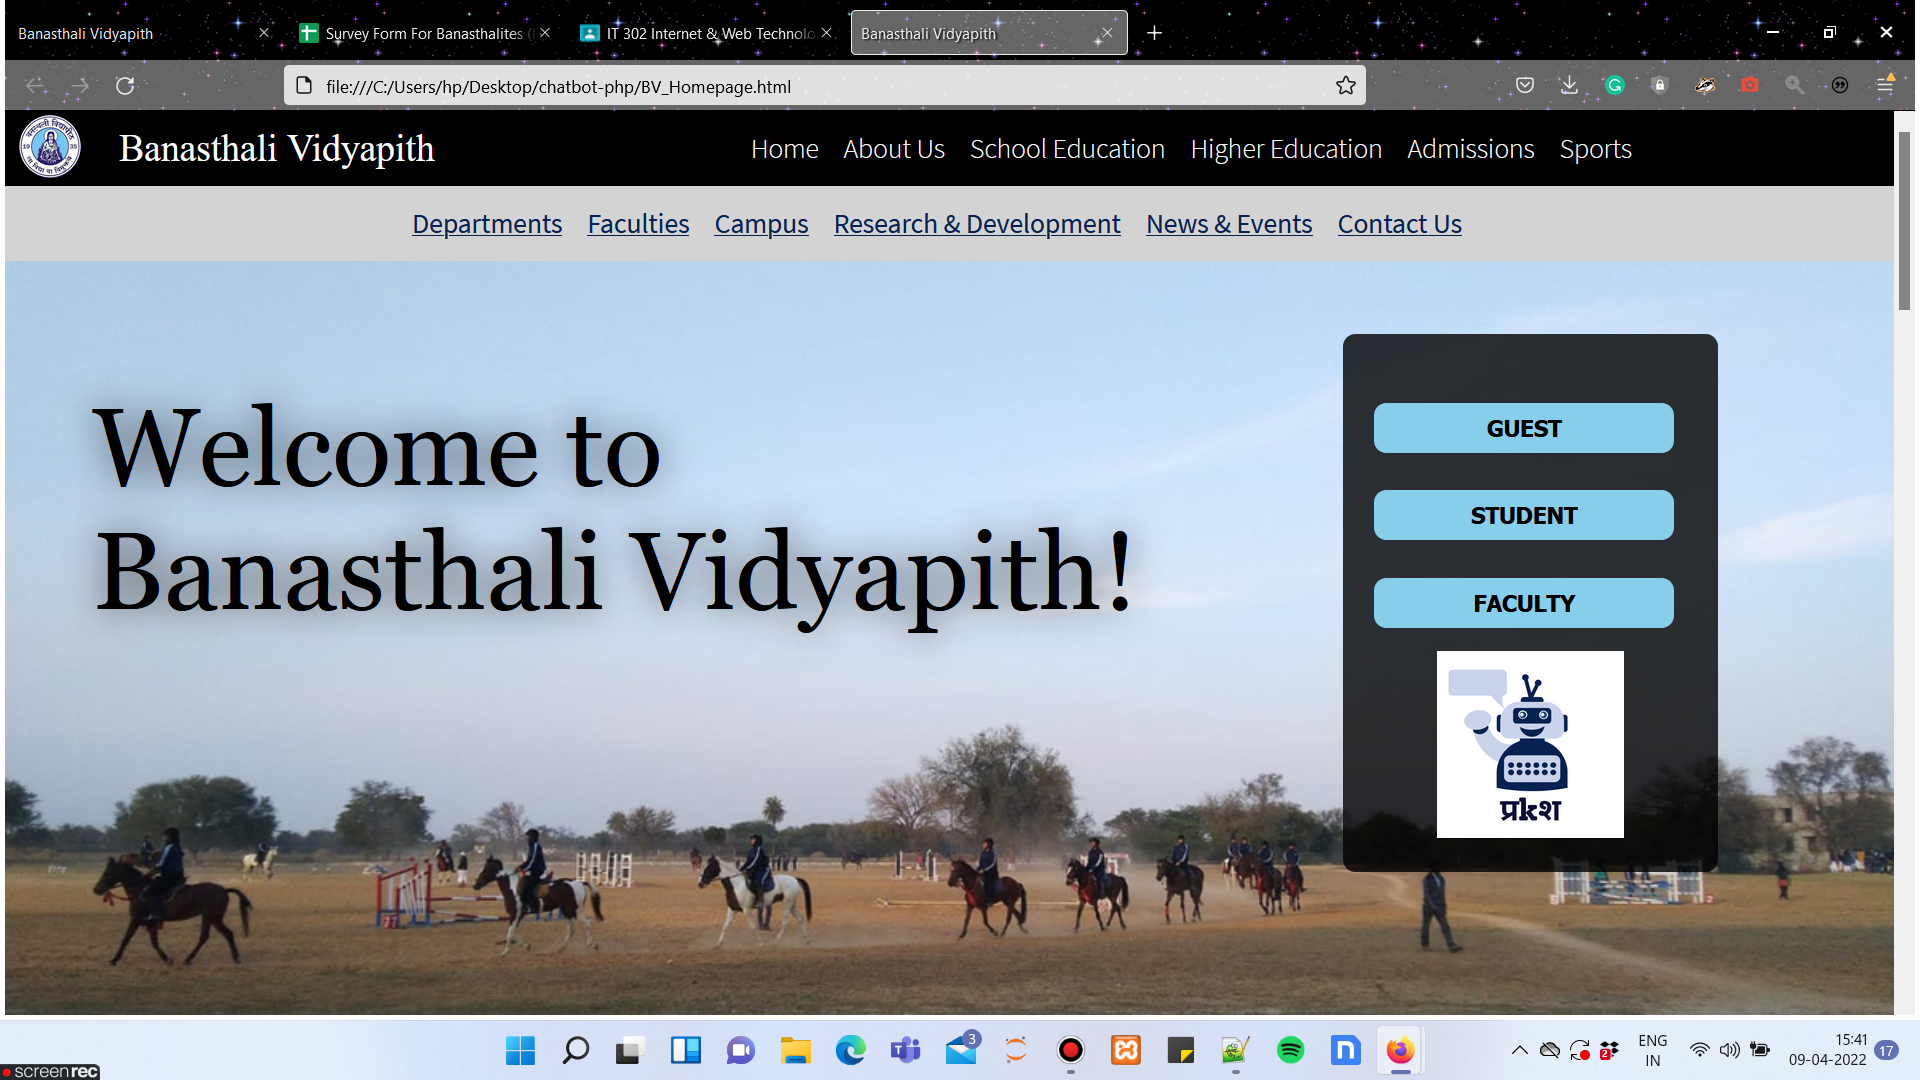 Banasthali Vidyapith
Survey Form For Banasthalites
IT 302 Internet & Web Technolo
Banasthali Vidyapith
file:///C:/Users/hp/Desktop/chatbot-php/BV_Homepage.html
Banasthali Vidyapith
Home About Us School Education Higher Education Admissions Sports
Departments Faculties Campus Research & Development News & Events Contact Us
Welcome to
Banasthali Vidyapith!
GUEST
STUDENT
FACULTY
प्रkश
3
2
ENG
IN
15:41
09-04-2022
17
screenrec